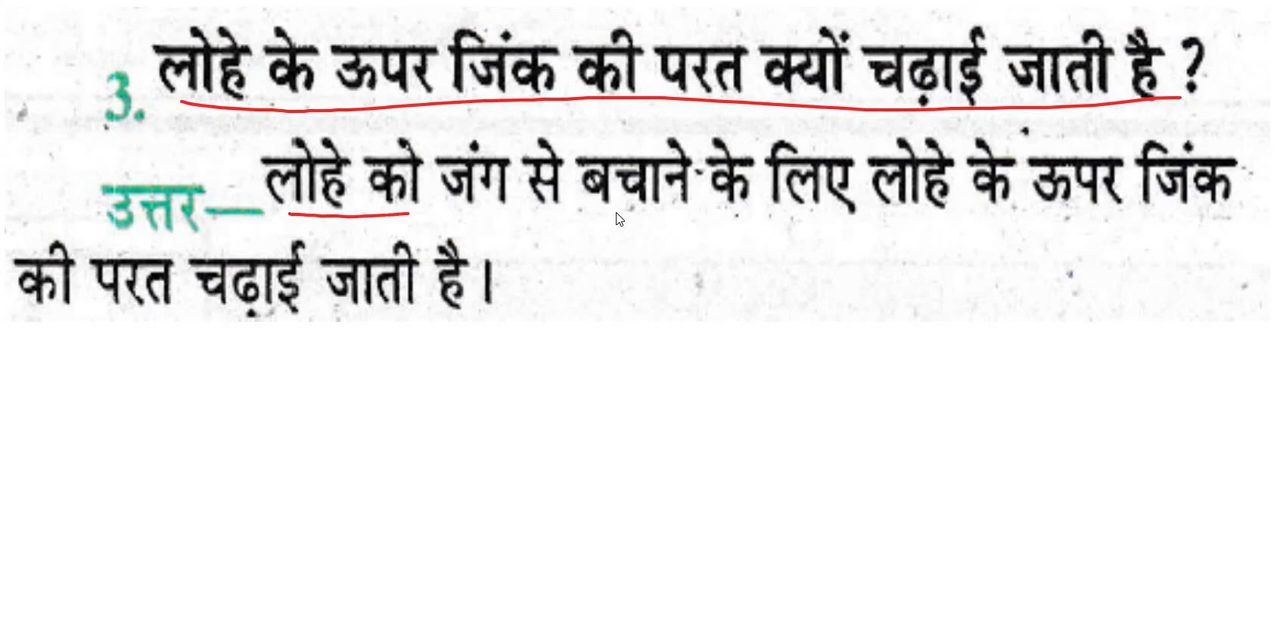 3. लोहे के ऊपर जिंक की परत क्यों चढ़ाई जाती है ?
उत्तर— लोहे को जंग से बचाने के लिए लोहे के ऊपर जिंक
की परत चढ़ाई जाती है।